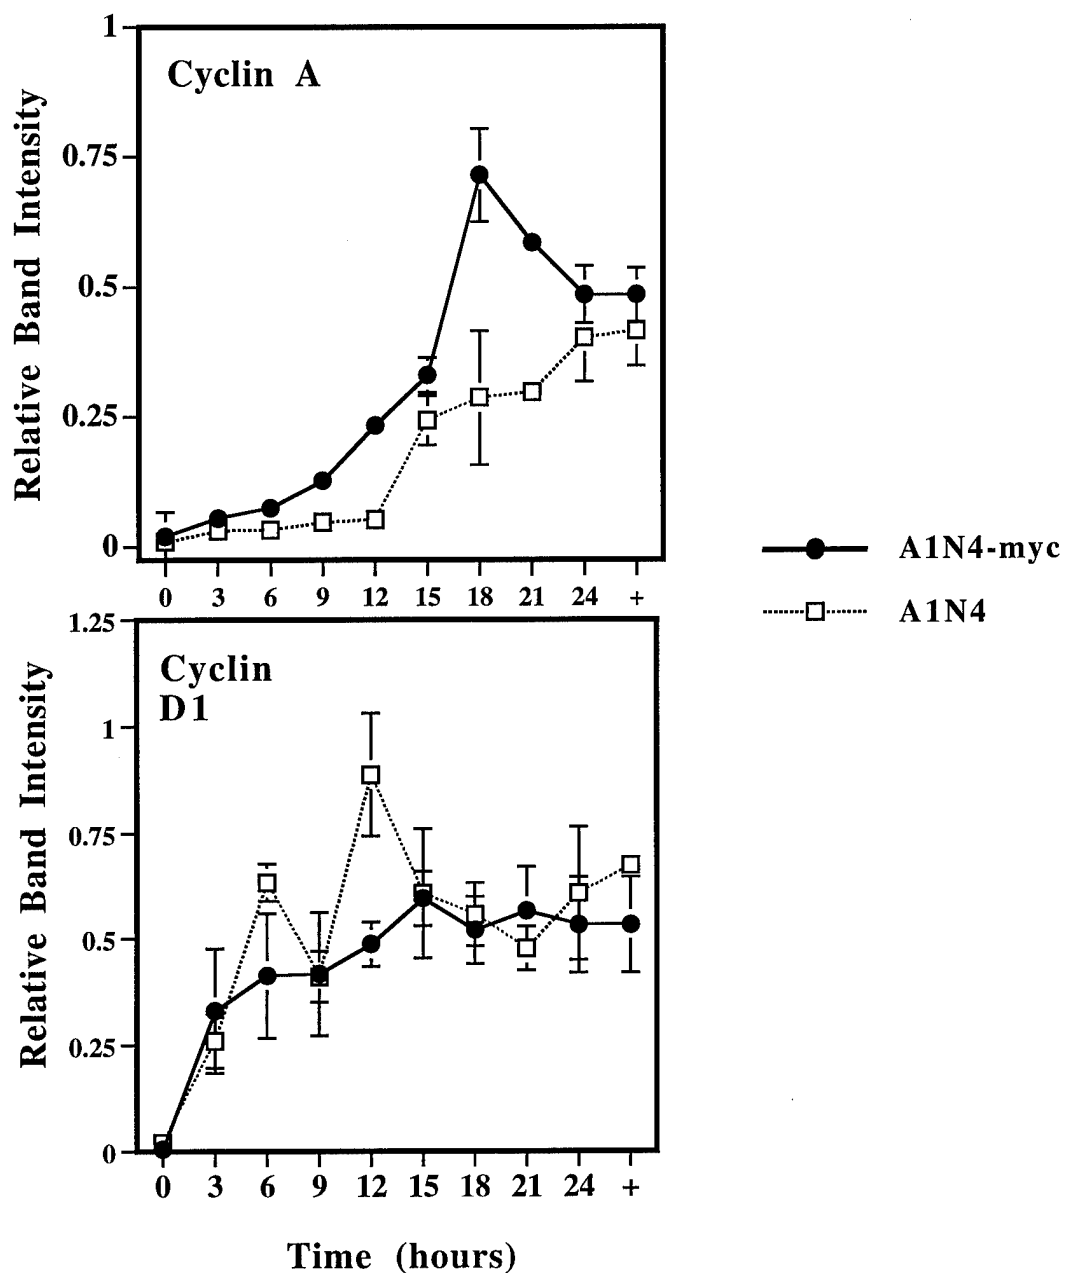 1
Cyclin A
0.75
0.5
0.25
0
Relative Band Intensity
0 3 6 9 12 15 18 21 24 +
A1N4-myc
A1N4
1.25
Cyclin
D1
1
0.75
0.5
0.25
0
Relative Band Intensity
0 3 6 9 12 15 18 21 24 +
Time (hours)